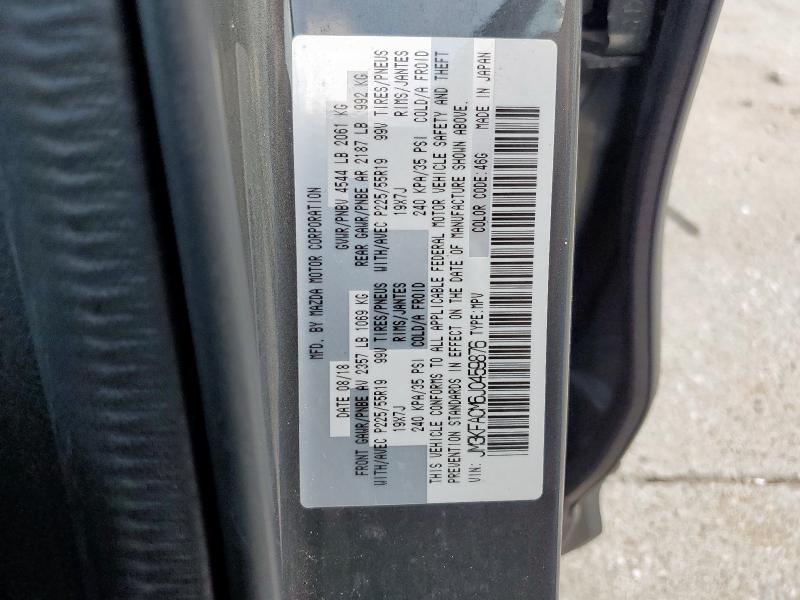 MFD. BY MAZDA MOTOR CORPORATION
DATE 08/18 GVWR/PNBV 4544 LB 2061 KG
FRONT GAWR/PNBE AV 2357 LB 1069 KG REAR GAWR/PNBE AR 2187 LB 992 KG
WITH/AVEC P225/55R19 99V TIRES/PNEUS WITH/AVEC P225/55R19 99V TIRES/PNEUS
19X7J RIMS/JANTES 19X7J RIMS/JANTES
240 KPA/35 PSI COLD/A FROID 240 KPA/35 PSI COLD/A FROID
THIS VEHICLE CONFORMS TO ALL APPLICABLE FEDERAL MOTOR VEHICLE SAFETY AND THEFT
PREVENTION STANDARDS IN EFFECT ON THE DATE OF MANUFACTURE SHOWN ABOVE.
VIN: JM3KFACM6J0459876 TYPE: MPV COLOR CODE: 46G MADE IN JAPAN